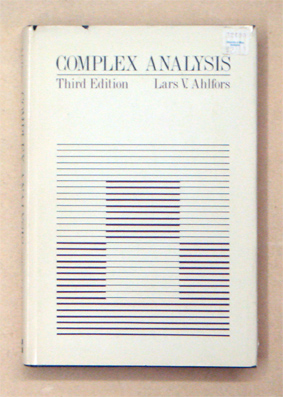 COMPLEX ANALYSIS
Third Edition Lars V. Ahlfors